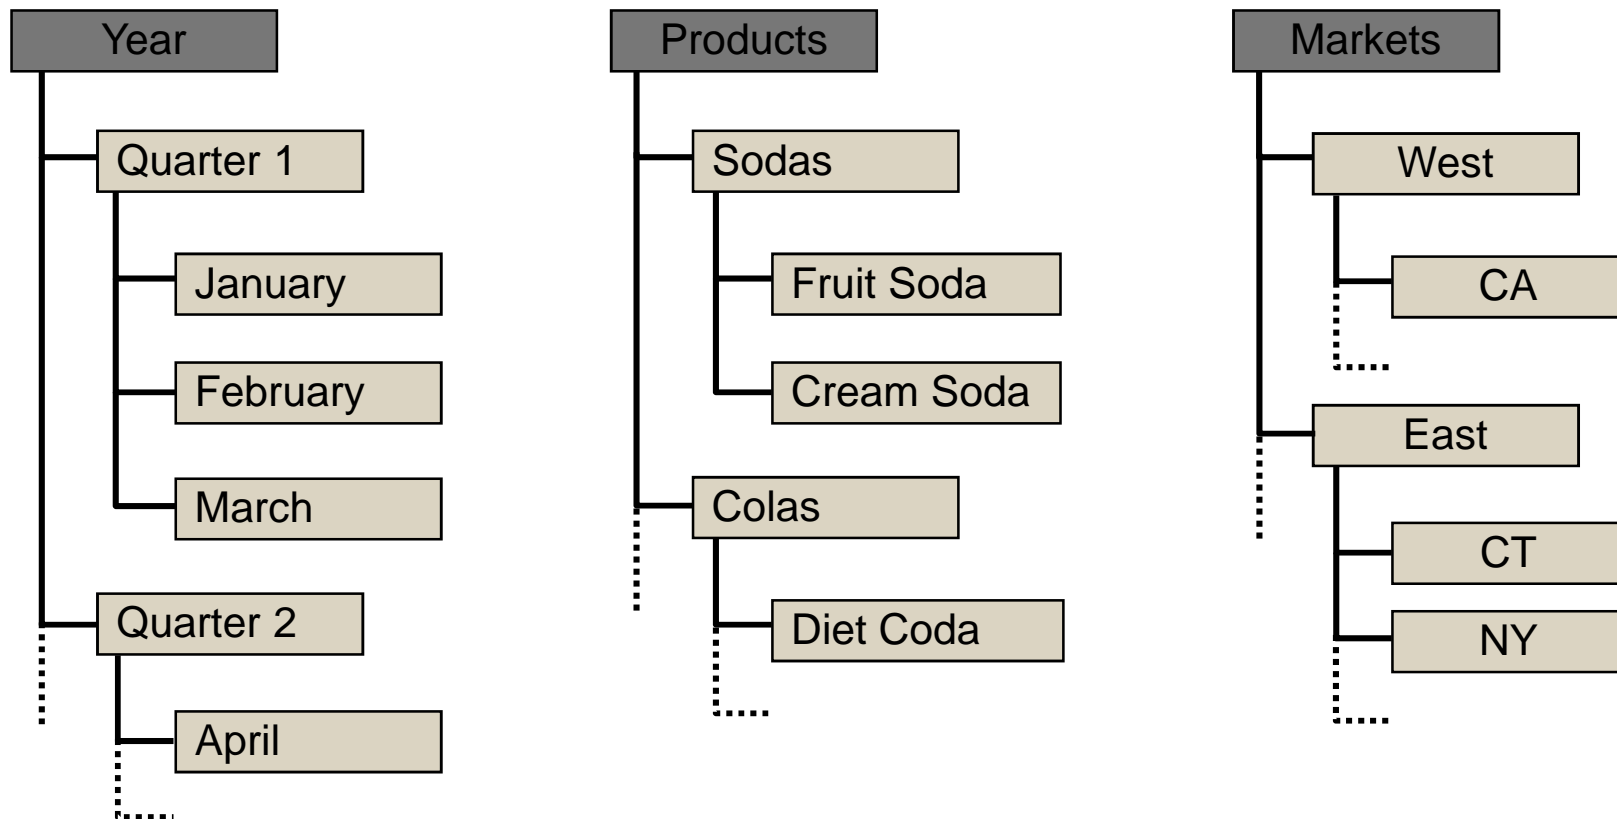 Year
Quarter 1
January
February
March
Quarter 2
April
Products
Sodas
Fruit Soda
Cream Soda
Colas
Diet Coda
Markets
West
CA
East
CT
NY